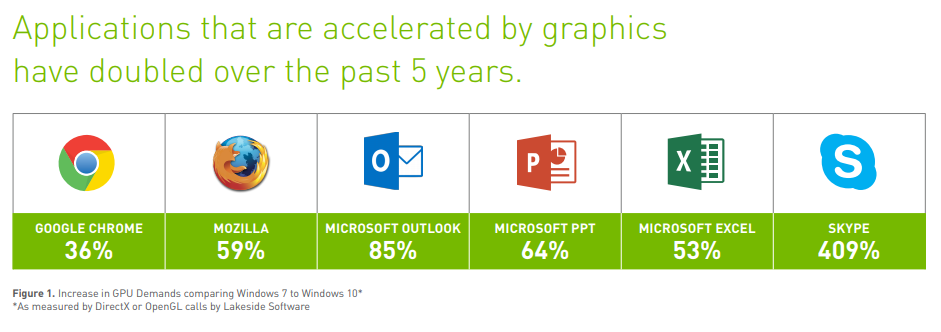 Applications that are accelerated by graphics
have doubled over the past 5 years.
O
P
X
S
GOOGLE CHROME
36%
MOZILLA
59%
MICROSOFT OUTLOOK
85%
MICROSOFT PPT
64%
MICROSOFT EXCEL
53%
SKYPE
409%
Figure 1. Increase in GPU Demands comparing Windows 7 to Windows 10*
*As measured by DirectX or OpenGL calls by Lakeside Software